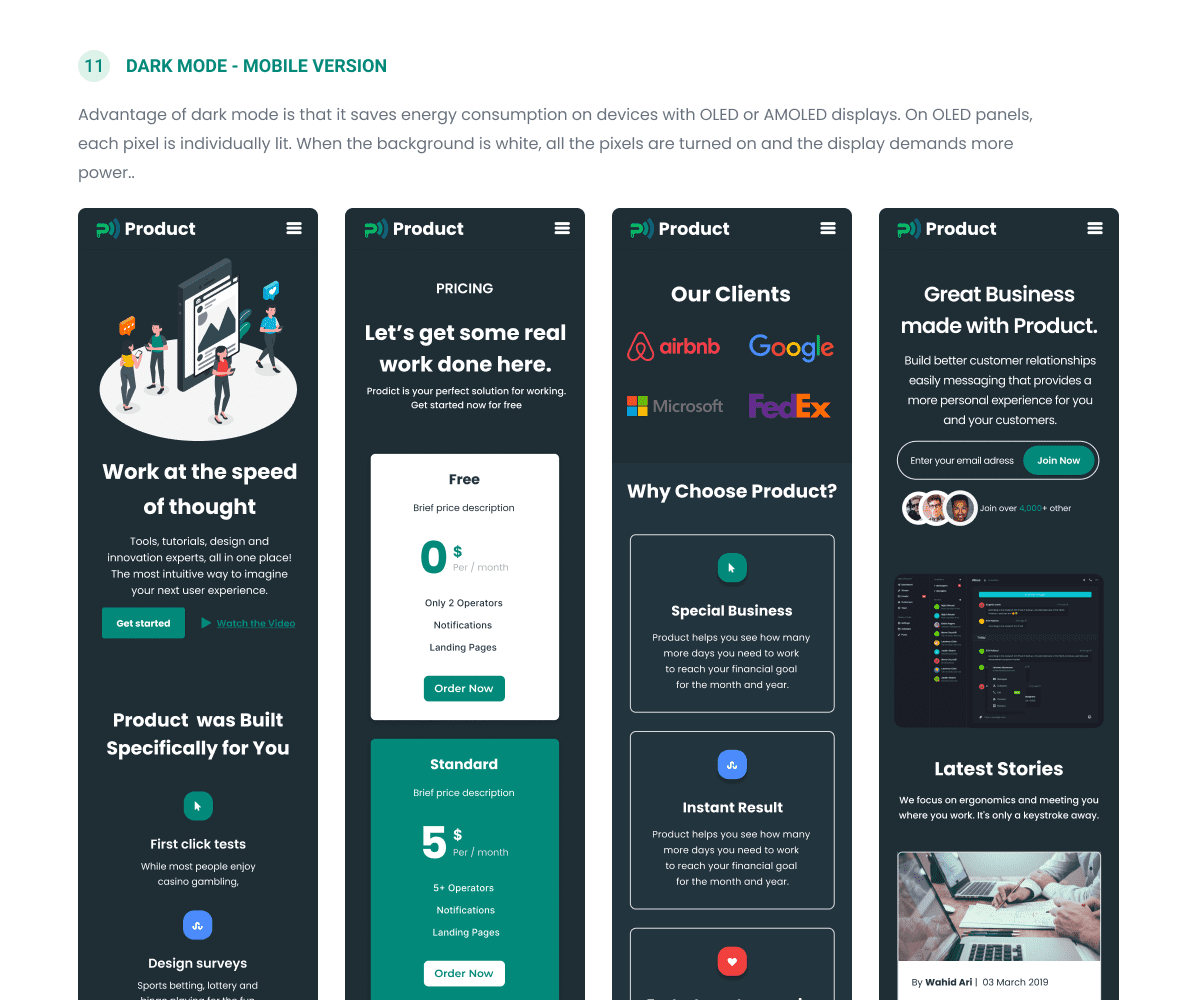 11 DARK MODE - MOBILE VERSION
Advantage of dark mode is that it saves energy consumption on devices with OLED or AMOLED displays. On OLED panels,
each pixel is individually lit. When the background is white, all the pixels are turned on and the display demands more
power..
Product
Work at the speed
of thought
Tools, tutorials, design and
innovation experts, all in one place!
The most intuitive way to imagine
your next user experience.
Get started
Watch the Video
Product was Built
Specifically for You
First click tests
While most people enjoy
casino gambling,
Design surveys
Sports betting, lottery and
Product
PRICING
Let's get some real
work done here.
Prodict is your perfect solution for working.
Get started now for free
Free
Brief price description
0 $
Per / month
Only 2 Operators
Notifications
Landing Pages
Order Now
Standard
Brief price description
5 $
Per / month
5+ Operators
Notifications
Landing Pages
Order Now
Product
Our Clients
airbnb
Google
Microsoft
FedEx
Why Choose Product?
Special Business
Product helps you see how many
more days you need to work
to reach your financial goal
for the month and year.
Instant Result
Product helps you see how many
more days you need to work
to reach your financial goal
for the month and year.
Product
Great Business
made with Product.
Build better customer relationships
easily messaging that provides a
more personal experience for you
and your customers.
Enter your email adress
Join Now
Join over 4,000+ other
Latest Stories
We focus on ergonomics and meeting you
where you work. It's only a keystroke away.
By Wahid Ari | 03 March 2019